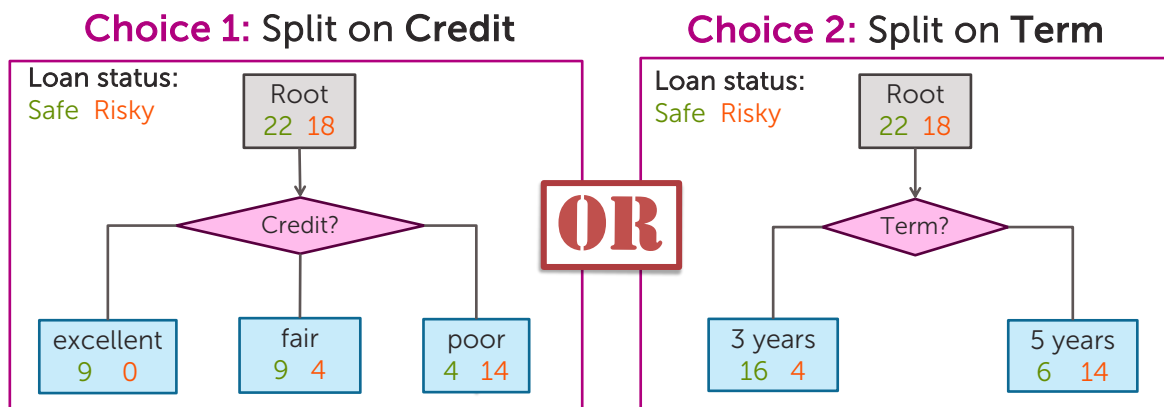 Choice 1: Split on Credit
Loan status:
Safe Risky
Root
22 18
Credit?
excellent
9 0
fair
9 4
poor
4 14
OR
Choice 2: Split on Term
Loan status:
Safe Risky
Root
22 18
Term?
3 years
16 4
5 years
6 14